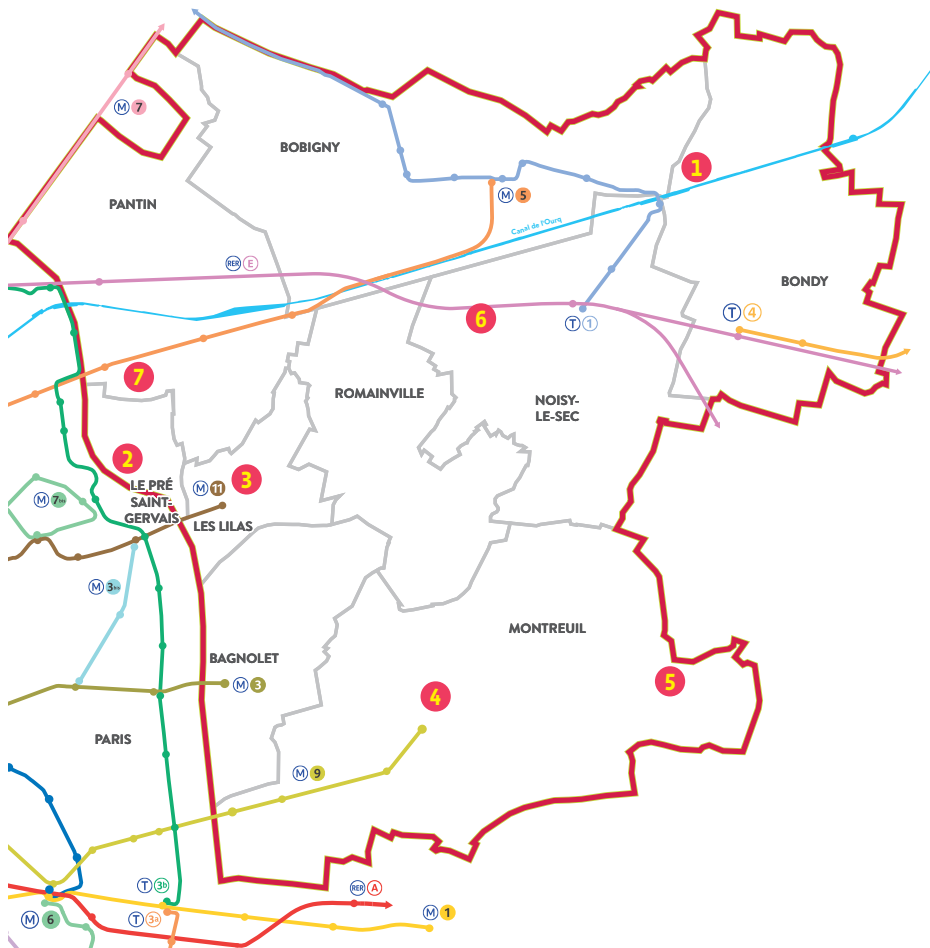 M 7
BOBIGNY
1
PANTIN
M 5
Canal de l'Ourq
RER E
BONDY
6
T 1
T 4
7
ROMAINVILLE
NOISY-
LE-SEC
2
3
LE PRÉ
SAINT-
GERVAIS
M 11
M 7bis
LES LILAS
M 3bis
MONTREUIL
BAGNOLET
M 3
5
4
PARIS
M 9
T 3b
RER A
M 6
T 3a
M 1